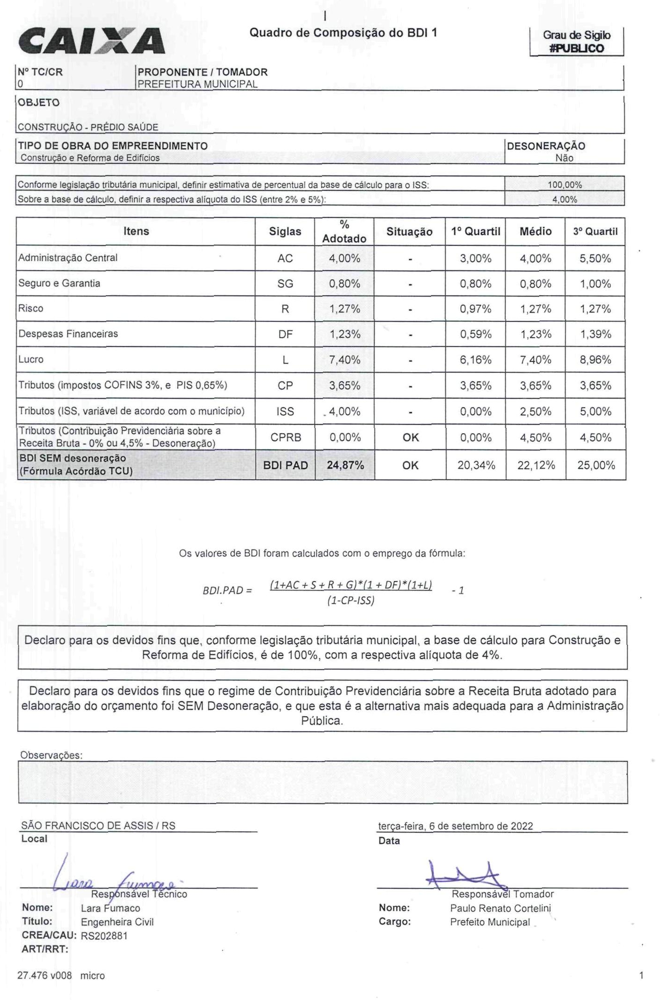 CAIXA
Quadro de Composição do BDI 1
Grau de Sigilo
#PUBLICO
Nº TC/CR
PROPONENTE / TOMADOR
0
PREFEITURA MUNICIPAL
OBJETO
CONSTRUÇÃO - PRÉDIO SAÚDE
TIPO DE OBRA DO EMPREENDIMENTO
DESONERAÇÃO
Construção e Reforma de Edifícios
Não
Conforme legislação tributária municipal, definir estimativa de percentual da base de cálculo para o ISS: 100,00%
Sobre a base de cálculo, definir a respectiva alíquota do ISS (entre 2% e 5%): 4,00%
Itens Siglas % Adotado Situação 1º Quartil Médio 3º Quartil
Administração Central AC 4,00% - 3,00% 4,00% 5,50%
Seguro e Garantia SG 0,80% - 0,80% 0,80% 1,00%
Risco R 1,27% - 0,97% 1,27% 1,27%
Despesas Financeiras DF 1,23% - 0,59% 1,23% 1,39%
Lucro L 7,40% - 6,16% 7,40% 8,96%
Tributos (impostos COFINS 3%, e PIS 0,65%) CP 3,65% - 3,65% 3,65% 3,65%
Tributos (ISS, variável de acordo com o município) ISS 4,00% - 0,00% 2,50% 5,00%
Tributos (Contribuição Previdenciária sobre a
Receita Bruta - 0% ou 4,5% - Desoneração) CPRB 0,00% OK 0,00% 4,50% 4,50%
BDI SEM desoneração
(Fórmula Acórdão TCU) BDI PAD 24,87% OK 20,34% 22,12% 25,00%
Os valores de BDI foram calculados com o emprego da fórmula:
BDI.PAD = (1+AC + S + R + G)*(1 + DF)*(1+L) - 1
(1-CP-ISS)
Declaro para os devidos fins que, conforme legislação tributária municipal, a base de cálculo para Construção e
Reforma de Edifícios, é de 100%, com a respectiva alíquota de 4%.
Declaro para os devidos fins que o regime de Contribuição Previdenciária sobre a Receita Bruta adotado para
elaboração do orçamento foi SEM Desoneração, e que esta é a alternativa mais adequada para a Administração
Pública.
Observações:
SÃO FRANCISCO DE ASSIS / RS
terça-feira, 6 de setembro de 2022
Local
Data
Lara Fumaco
Responsável Técnico
Responsável Tomador
Nome: Lara Fumaco
Nome: Paulo Renato Cortelini
Título: Engenheira Civil
Cargo: Prefeito Municipal
CREA/CAU: RS202881
ART/RRT:
27.476 v008 micro
1